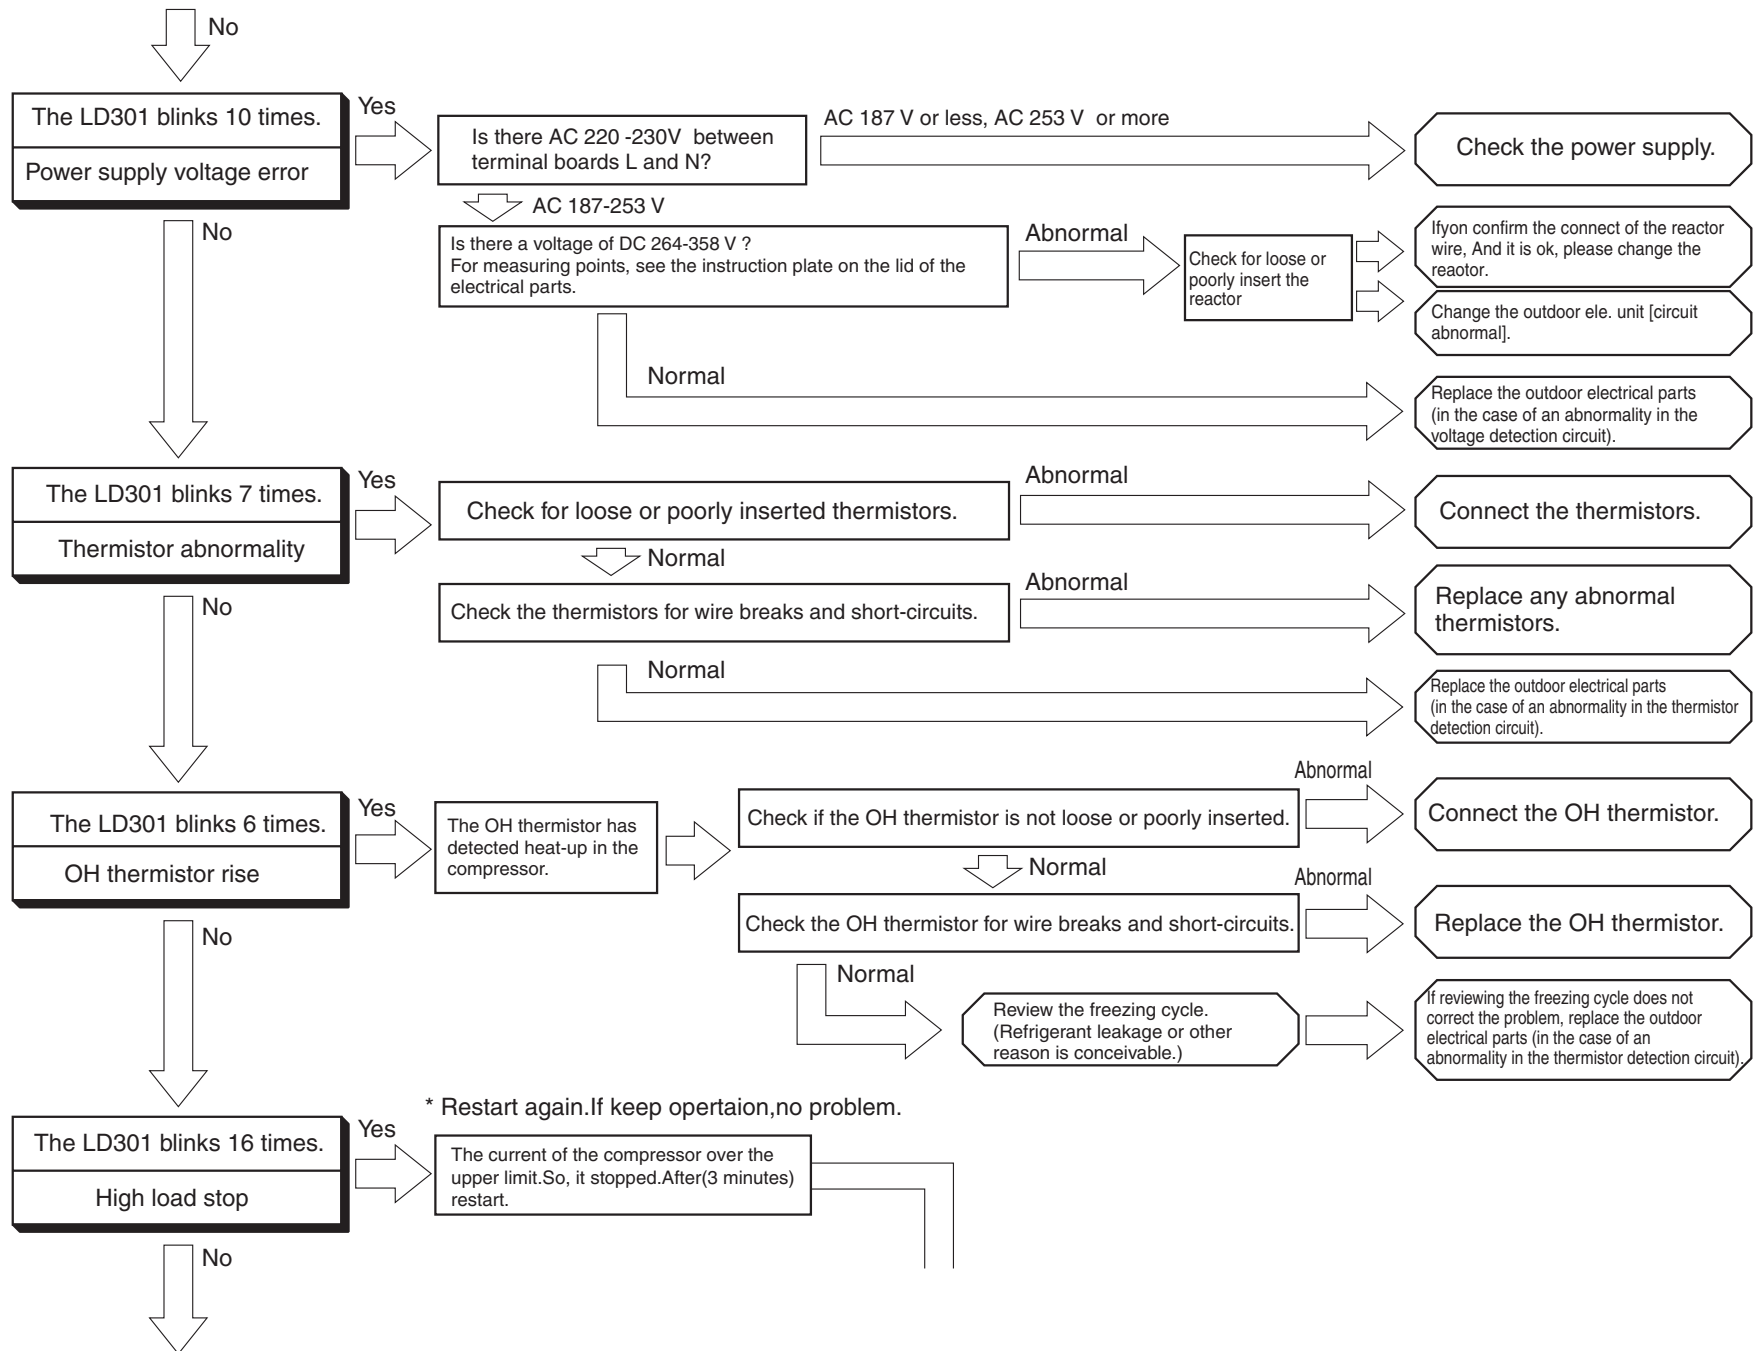 No
The LD301 blinks 10 times.
Power supply voltage error
Yes
Is there AC 220 -230V between
terminal boards L and N?
AC 187 V or less, AC 253 V or more
Check the power supply.
AC 187-253 V
No
Is there a voltage of DC 264-358 V ?
For measuring points, see the instruction plate on the lid of the
electrical parts.
Abnormal
Check for loose or
poorly insert the
reactor
Ifyon confirm the connect of the reactor
wire, And it is ok, please change the
reaotor.
Change the outdoor ele. unit [circuit
abnormal].
Normal
Replace the outdoor electrical parts
(in the case of an abnormality in the
voltage detection circuit).
The LD301 blinks 7 times.
Thermistor abnormality
Yes
Check for loose or poorly inserted thermistors.
Abnormal
Connect the thermistors.
Normal
No
Check the thermistors for wire breaks and short-circuits.
Abnormal
Replace any abnormal
thermistors.
Normal
Replace the outdoor electrical parts
(in the case of an abnormality in the thermistor
detection circuit).
The LD301 blinks 6 times.
OH thermistor rise
Yes
The OH thermistor has
detected heat-up in the
compressor.
Check if the OH thermistor is not loose or poorly inserted.
Abnormal
Connect the OH thermistor.
Normal
No
Check the OH thermistor for wire breaks and short-circuits.
Abnormal
Replace the OH thermistor.
Normal
Review the freezing cycle.
(Refrigerant leakage or other
reason is conceivable.)
If reviewing the freezing cycle does not
correct the problem, replace the outdoor
electrical parts (in the case of an
abnormality in the thermistor detection circuit).
* Restart again.If keep opertaion,no problem.
The LD301 blinks 16 times.
High load stop
Yes
The current of the compressor over the
upper limit.So, it stopped.After(3 minutes)
restart.
No